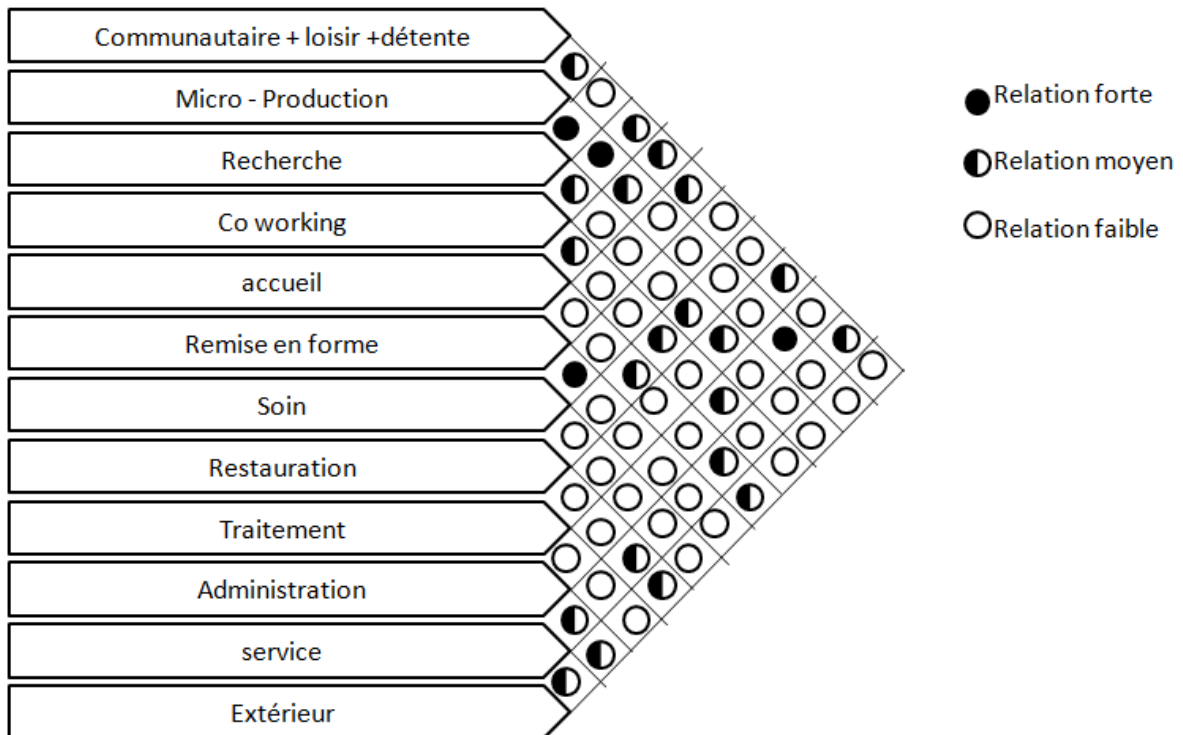 Communautaire + loisir +détente
Micro - Production
Recherche
Co working
accueil
Remise en forme
Soin
Restauration
Traitement
Administration
service
Extérieur
Relation forte
Relation moyen
Relation faible